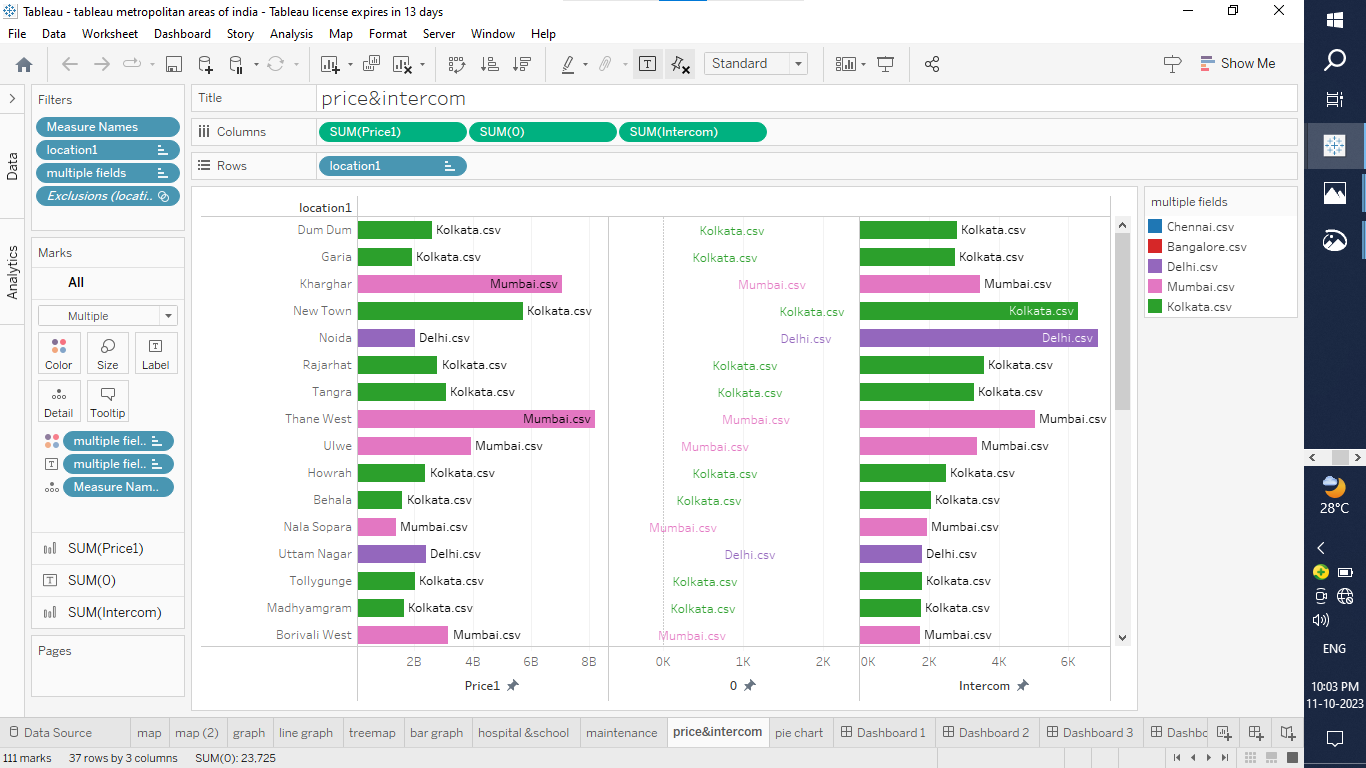 Tableau - tableau metropolitan areas of india - Tableau license expires in 13 days
File Data Worksheet Dashboard Story Analysis Map Format Server Window Help
Standard
Show Me
Filters
Measure Names
location1
multiple fields
Exclusions (locati..
Data
Analytics
Marks
All
Multiple
Color Size Label
Detail Tooltip
multiple fiel..
multiple fiel..
Measure Nam..
SUM(Price1)
SUM(0)
SUM(Intercom)
Pages
Title price&intercom
Columns SUM(Price1) SUM(0) SUM(Intercom)
Rows location1
location1
Dum Dum Kolkata.csv Kolkata.csv Kolkata.csv
Garia Kolkata.csv Kolkata.csv Kolkata.csv
Kharghar Mumbai.csv Mumbai.csv Mumbai.csv
New Town Kolkata.csv Kolkata.csv Kolkata.csv
Noida Delhi.csv Delhi.csv Delhi.csv
Rajarhat Kolkata.csv Kolkata.csv Kolkata.csv
Tangra Kolkata.csv Kolkata.csv Kolkata.csv
Thane West Mumbai.csv Mumbai.csv Mumbai.csv
Ulwe Mumbai.csv Mumbai.csv Mumbai.csv
Howrah Kolkata.csv Kolkata.csv Kolkata.csv
Behala Kolkata.csv Kolkata.csv Kolkata.csv
Nala Sopara Mumbai.csv Mumbai.csv Mumbai.csv
Uttam Nagar Delhi.csv Delhi.csv Delhi.csv
Tollygunge Kolkata.csv Kolkata.csv Kolkata.csv
Madhyamgram Kolkata.csv Kolkata.csv Kolkata.csv
Borivali West Mumbai.csv Mumbai.csv Mumbai.csv
2B 4B 6B 8B 0K 1K 2K 0K 2K 4K 6K
Price1 0 Intercom
multiple fields
Chennai.csv
Bangalore.csv
Delhi.csv
Mumbai.csv
Kolkata.csv
Data Source map map (2) graph line graph treemap bar graph hospital &school maintenance price&intercom pie chart Dashboard 1 Dashboard 2 Dashboard 3 Dashbo
111 marks 37 rows by 3 columns SUM(0): 23,725
28°C
ENG
10:03 PM
11-10-2023